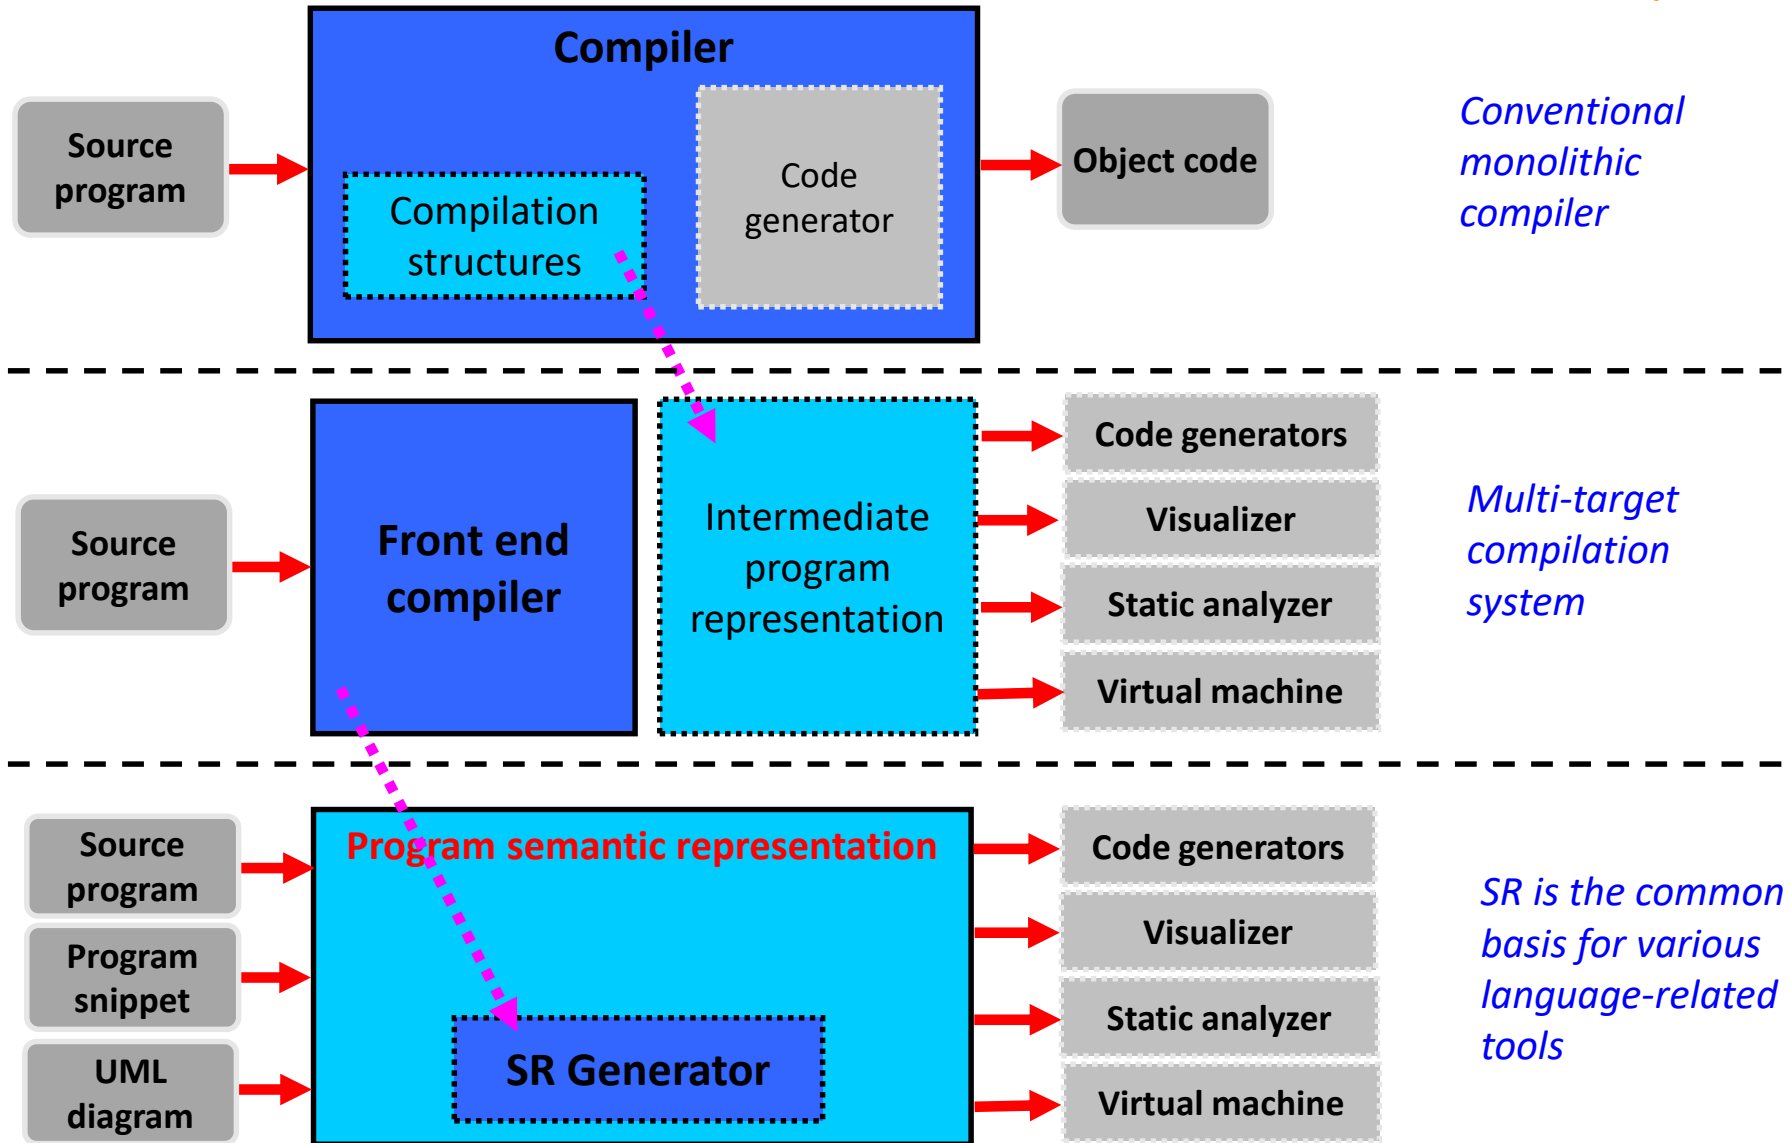 Compiler
Source
program
Compilation
structures
Code
generator
Object code
Conventional
monolithic
compiler
Source
program
Front end
compiler
Intermediate
program
representation
Code generators
Visualizer
Static analyzer
Virtual machine
Multi-target
compilation
system
Source
program
Program
snippet
UML
diagram
Program semantic representation
SR Generator
Code generators
Visualizer
Static analyzer
Virtual machine
SR is the common
basis for various
language-related
tools